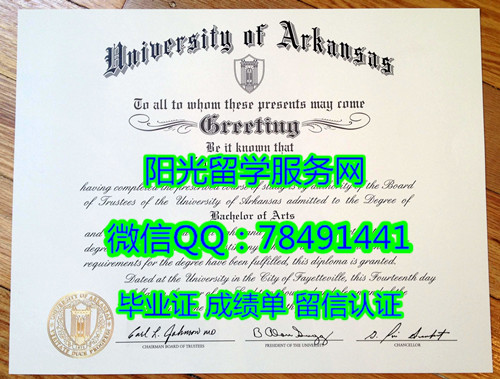 University of Arkansas
To all to whom these presents may come
Greeting
Be it known that
阳光留学服务网
having completed the prescribed course of study by authority of the Board
of Trustees of the University of Arkansas admitted to the Degree of
Bachelor of Arts
微信QQ：78491441
requirements for the degree have been fulfilled, this diploma is granted.
Dated at the University in the City of Fayetteville, this Fourteenth day
毕业证 成绩单 留信认证
CHAIRMAN BOARD OF TRUSTEES
PRESIDENT OF THE UNIVERSITY
CHANCELLOR